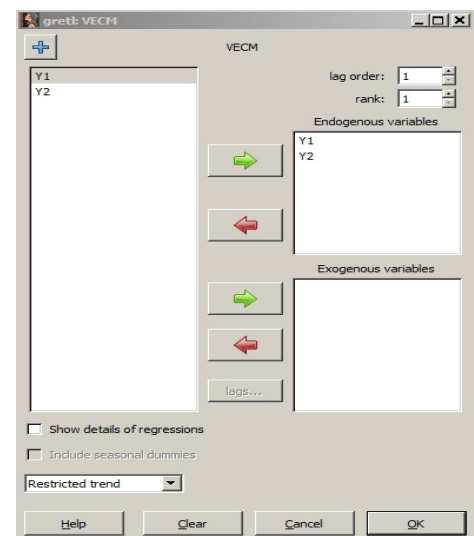 gretl: VECM
VECM
Y1
Y2
lag order: 1
rank: 1
Endogenous variables
Y1
Y2
Exogenous variables
lags...
Show details of regressions
Include seasonal dummies
Restricted trend
Help Clear Cancel OK